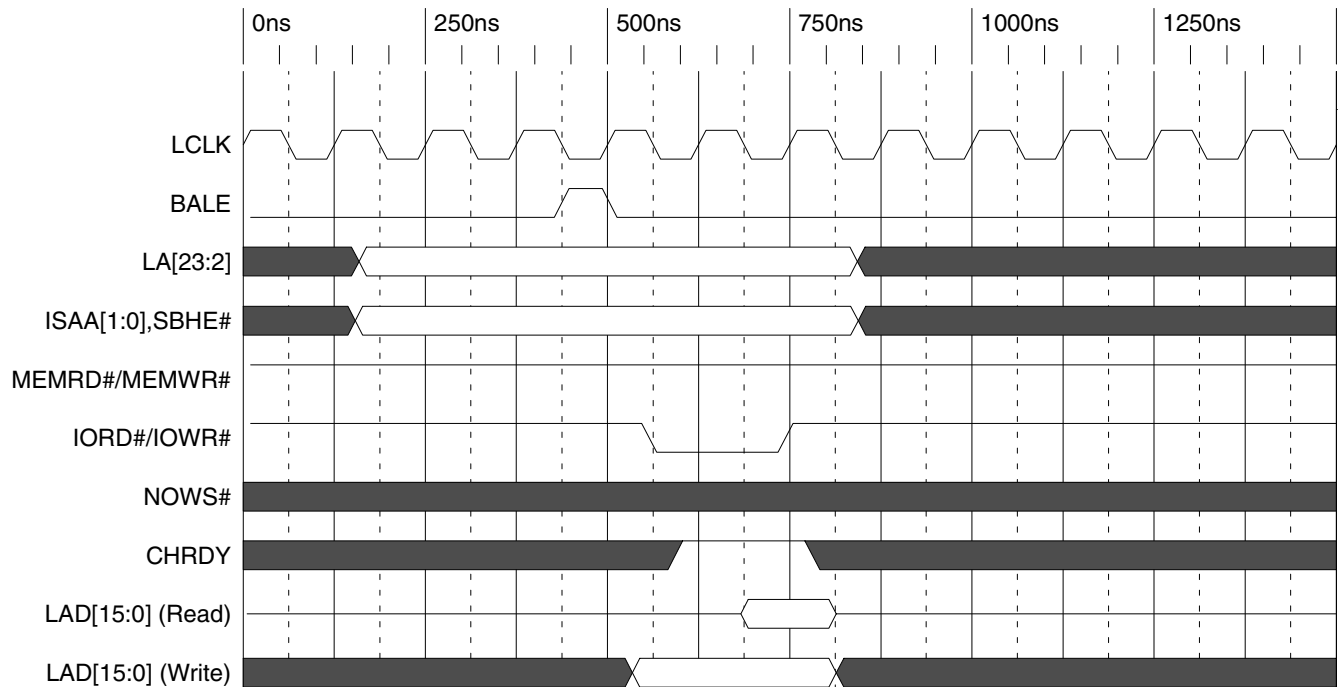 0ns 250ns 500ns 750ns 1000ns 1250ns
LCLK
BALE
LA[23:2]
ISAA[1:0],SBHE#
MEMRD#/MEMWR#
IORD#/IOWR#
NOWS#
CHRDY
LAD[15:0] (Read)
LAD[15:0] (Write)